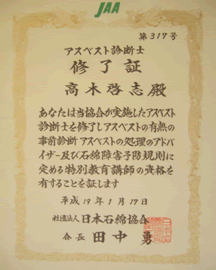 JAA
第317号
アスベスト診断士
修了証
高木啓志殿
あなたは当協会が実施したアスベスト
診断士を修了しアスベストの有無の
事前診断アスベストの処理のアドバ
イザー及び石綿障害予防規則に
定める特別教育講師の資格を
有することを証します
平成19年1月17日
社団法人日本石綿協会
会長 田中勇